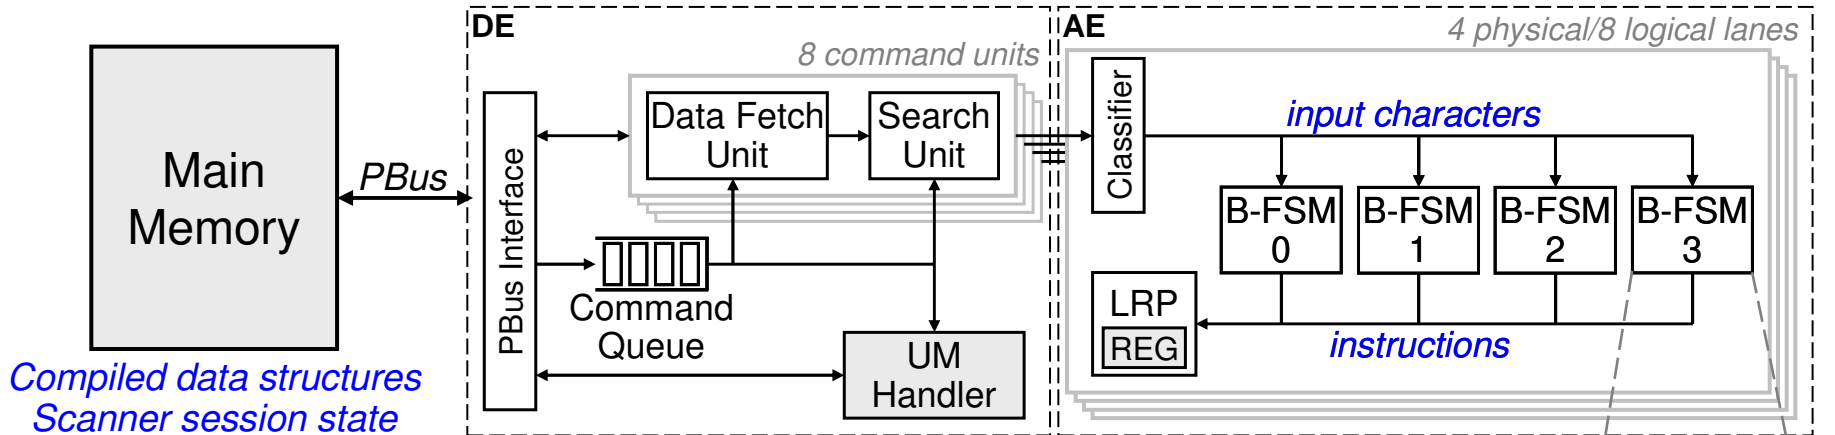 Main
Memory
Compiled data structures
Scanner session state
PBus
DE
8 command units
PBus Interface
Data Fetch
Unit
Search
Unit
Command
Queue
UM
Handler
AE
4 physical/8 logical lanes
Classifier
input characters
B-FSM
0
B-FSM
1
B-FSM
2
B-FSM
3
LRP
REG
instructions